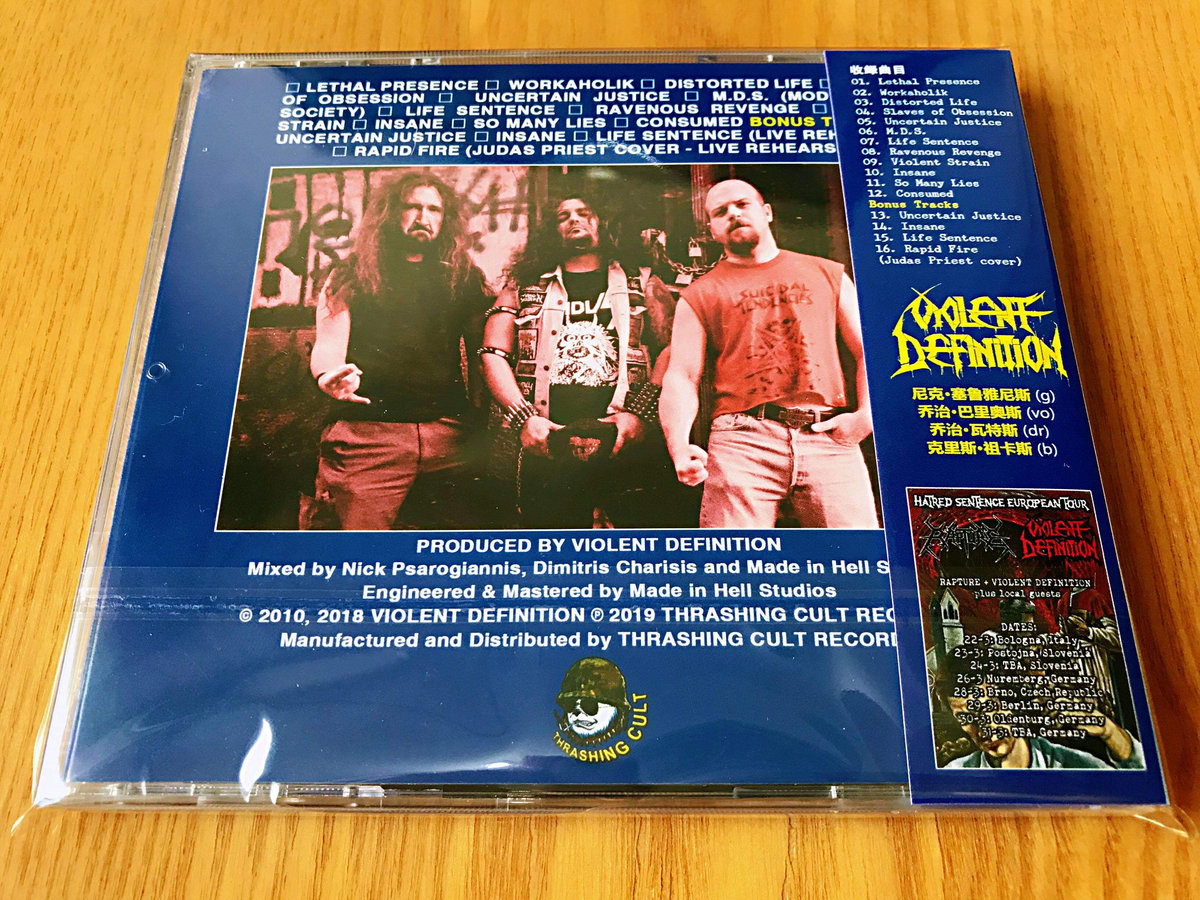 □ LETHAL PRESENCE □ WORKAHOLIK □ DISTORTED LIFE □
OF OBSESSION □ UNCERTAIN JUSTICE □ M.D.S. (MOD
SOCIETY) □ LIFE SENTENCE □ RAVENOUS REVENGE □
STRAIN □ INSANE □ SO MANY LIES □ CONSUMED BONUS T
UNCERTAIN JUSTICE □ INSANE □ LIFE SENTENCE (LIVE REH
□ RAPID FIRE (JUDAS PRIEST COVER - LIVE REHEARS
SUICIDAL
TENDENCIES
PRODUCED BY VIOLENT DEFINITION
Mixed by Nick Psarogiannis, Dimitris Charisis and Made in Hell S
Engineered & Mastered by Made in Hell Studios
© 2010, 2018 VIOLENT DEFINITION ℗ 2019 THRASHING CULT REC
Manufactured and Distributed by THRASHING CULT RECOR
THRASHING CULT
收録曲目
01. Lethal Presence
02. Workaholik
03. Distorted Life
04. Slaves of Obsession
05. Uncertain Justice
06. M.D.S.
07. Life Sentence
08. Ravenous Revenge
09. Violent Strain
10. Insane
11. So Many Lies
12. Consumed
Bonus Tracks
13. Uncertain Justice
14. Insane
15. Life Sentence
16. Rapid Fire
(Judas Priest cover)
VIOLENT
DEFINITION
尼克·塞鲁雅尼斯 (g)
乔治·巴里奥斯 (vo)
乔治·瓦特斯 (dr)
克里斯·祖卡斯 (b)
HATRED SENTENCE EUROPEAN TOUR
RAPTURE
VIOLENT
DEFINITION
RAPTURE + VIOLENT DEFINITION
plus local guests
DATES:
22-3: Bologna, Italy
23-3: Postojna, Slovenia
24-3: TBA, Slovenia
26-3 Nuremberg, Germany
28-3: Brno, Czech Republic
29-3: Berlin, Germany
30-3: Oldenburg, Germany
31-3: TBA, Germany